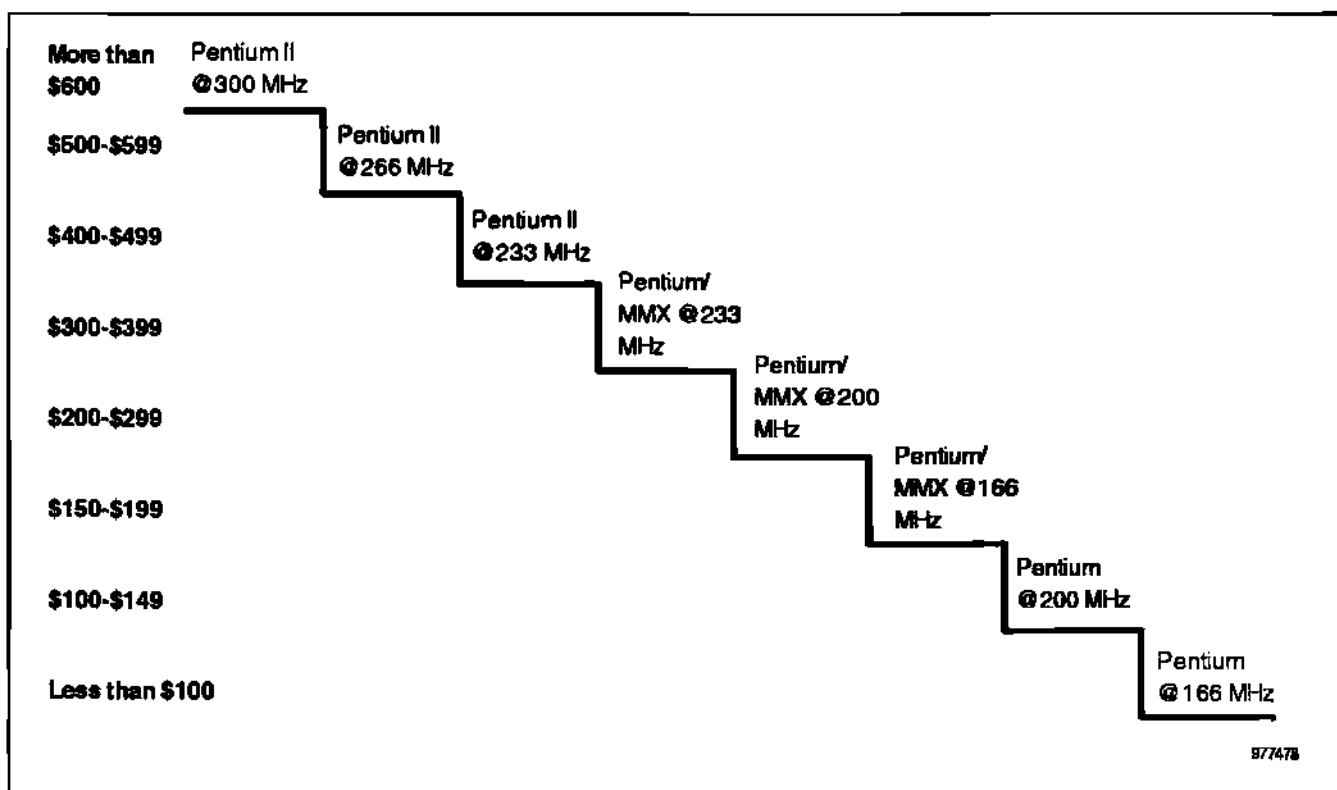 More than
$600
Pentium II
@300 MHz
$500-$599
Pentium II
@266 MHz
$400-$499
Pentium II
@233 MHz
$300-$399
Pentium/
MMX @233
MHz
$200-$299
Pentium/
MMX @200
MHz
$150-$199
Pentium/
MMX @166
MHz
$100-$149
Pentium
@200 MHz
Less than $100
Pentium
@166 MHz
977478